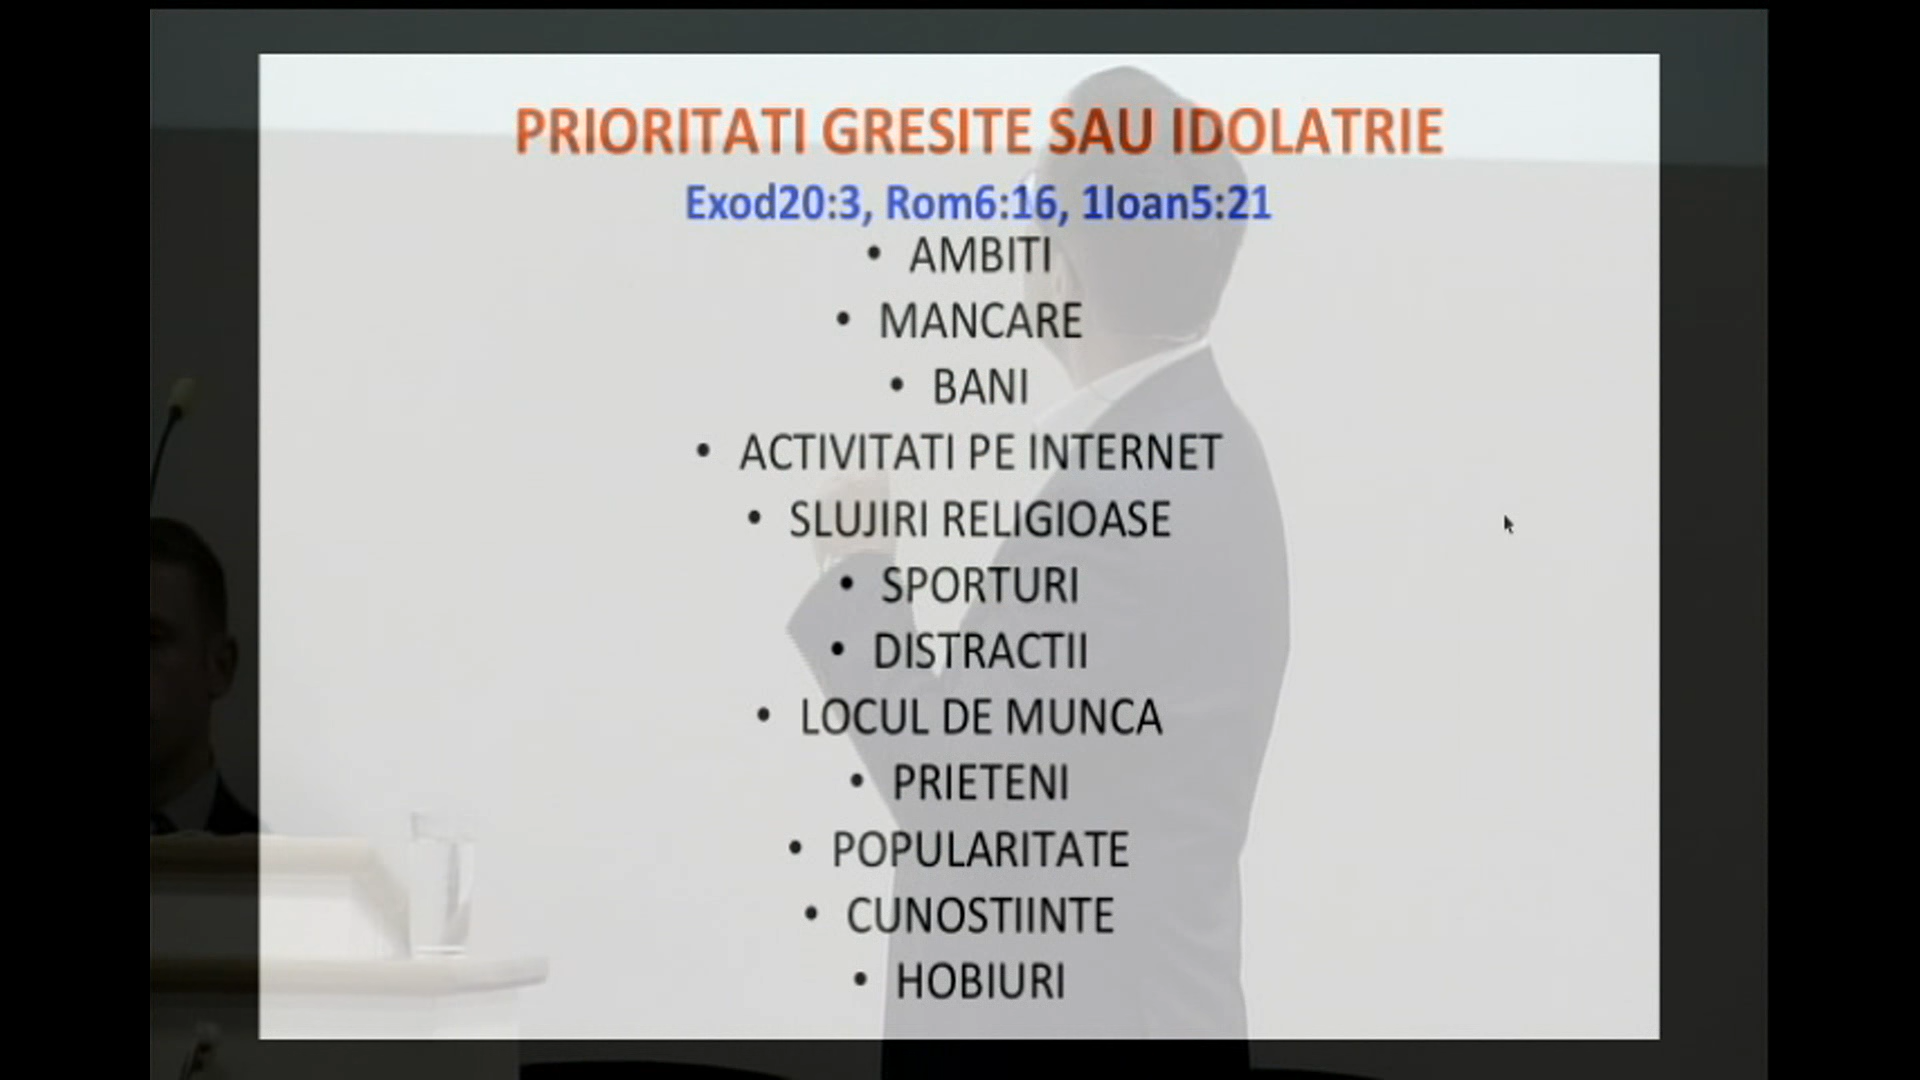 PRIORITATI GRESITE SAU IDOLATRIE
Exod20:3, Rom6:16, 1Ioan5:21
• AMBITI
• MANCARE
• BANI
• ACTIVITATI PE INTERNET
• SLUJIRI RELIGIOASE
• SPORTURI
• DISTRACTII
• LOCUL DE MUNCA
• PRIETENI
• POPULARITATE
• CUNOSTIINTE
• HOBIURI